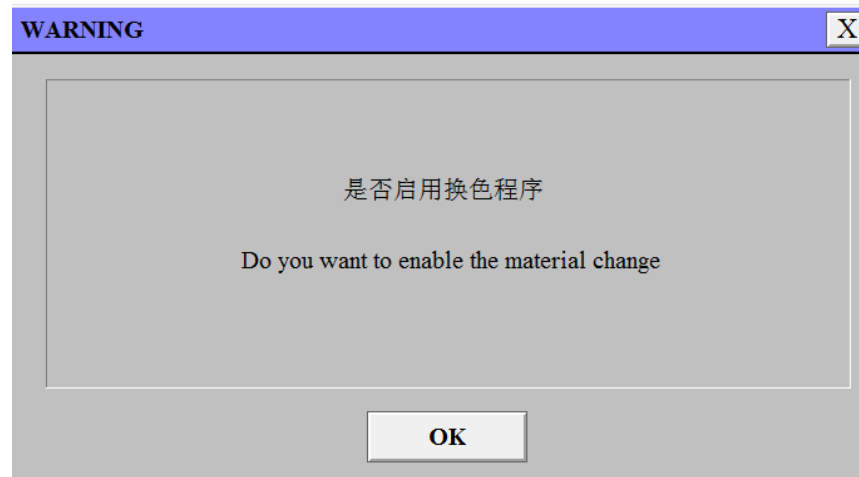 WARNING
X
是否启用换色程序
Do you want to enable the material change
OK